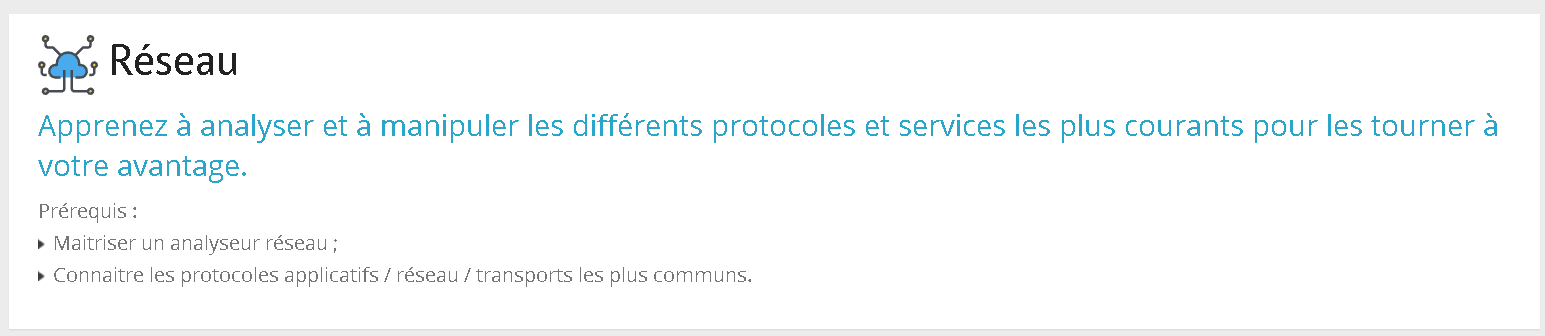 Réseau
Apprenez à analyser et à manipuler les différents protocoles et services les plus courants pour les tourner à
votre avantage.
Prérequis :
Maitriser un analyseur réseau ;
Connaitre les protocoles applicatifs / réseau / transports les plus communs.